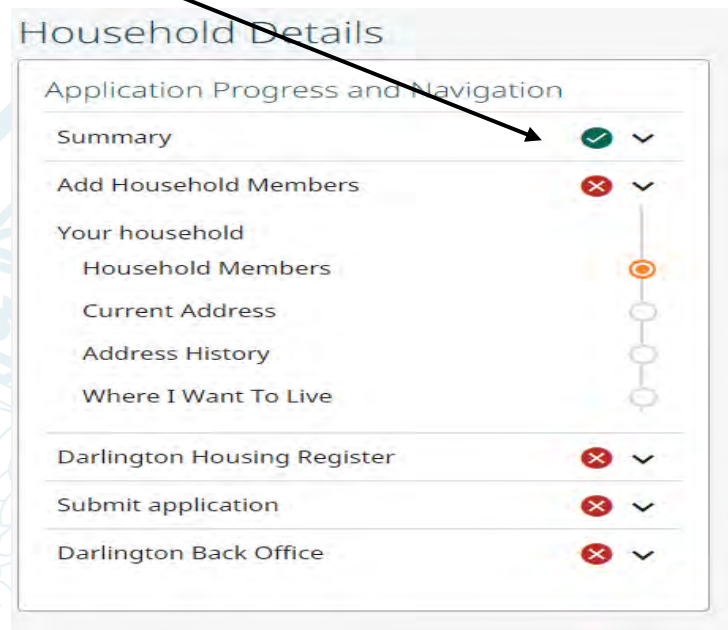 Household Details
Application Progress and Navigation
Summary
Add Household Members
Your household
Household Members
Current Address
Address History
Where I Want To Live
Darlington Housing Register
Submit application
Darlington Back Office